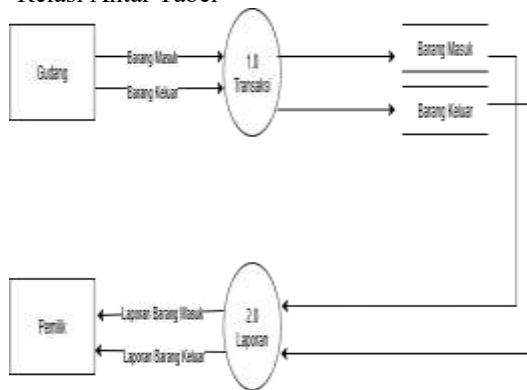 Relasi Antar Tabel
Gudang
Barang Masuk
Barang Keluar
1.0
Transaksi
Barang Masuk
Barang Keluar
Pemilik
Laporan Barang Masuk
Laporan Barang Keluar
2.0
Laporan